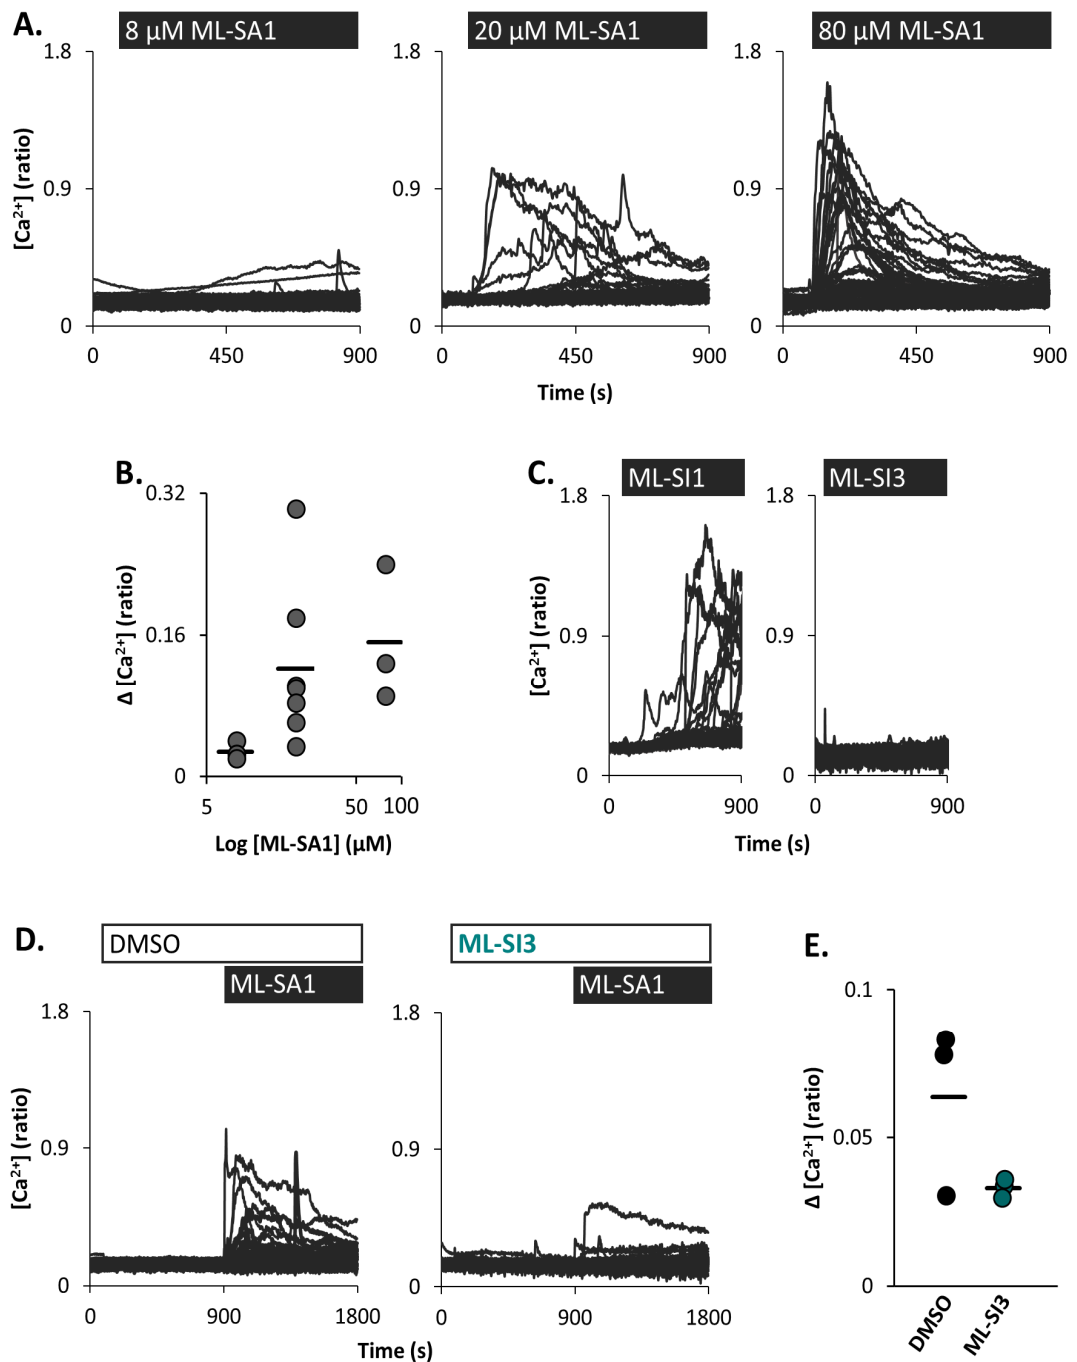 A.
8 µM ML-SA1 20 µM ML-SA1 80 µM ML-SA1
1.8 1.8 1.8
[Ca²⁺] (ratio)
0.9 0.9 0.9
0 0 0
0 450 900 0 450 900 0 450 900
Time (s)
B.
0.32
Δ [Ca²⁺] (ratio)
0.16
0
5 50 100
Log [ML-SA1] (µM)
C.
ML-SI1 ML-SI3
1.8 1.8
[Ca²⁺] (ratio)
0.9 0.9
0 0
0 900 0 900
Time (s)
D.
DMSO ML-SI3
ML-SA1 ML-SA1
1.8 1.8
[Ca²⁺] (ratio)
0.9 0.9
0 0
0 900 1800 0 900 1800
Time (s)
E.
0.1
Δ [Ca²⁺] (ratio)
0.05
0
DMSO ML-SI3